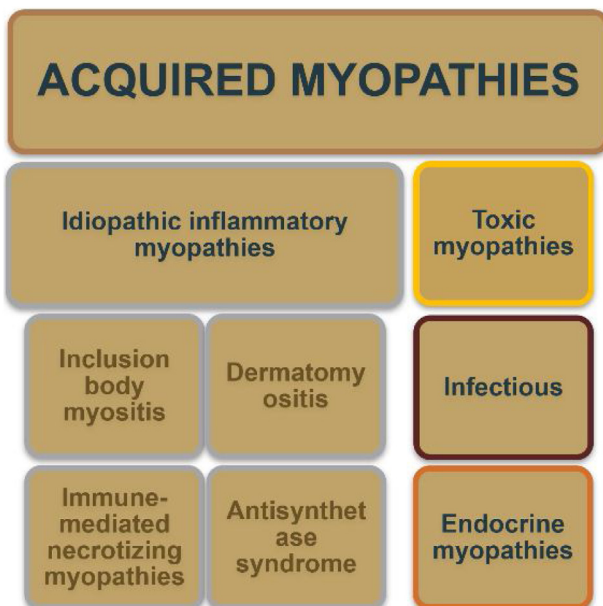 ACQUIRED MYOPATHIES
Idiopathic inflammatory
myopathies
Toxic
myopathies
Inclusion
body
myositis
Dermatomy
ositis
Infectious
Immune-
mediated
necrotizing
myopathies
Antisynthet
ase
syndrome
Endocrine
myopathies